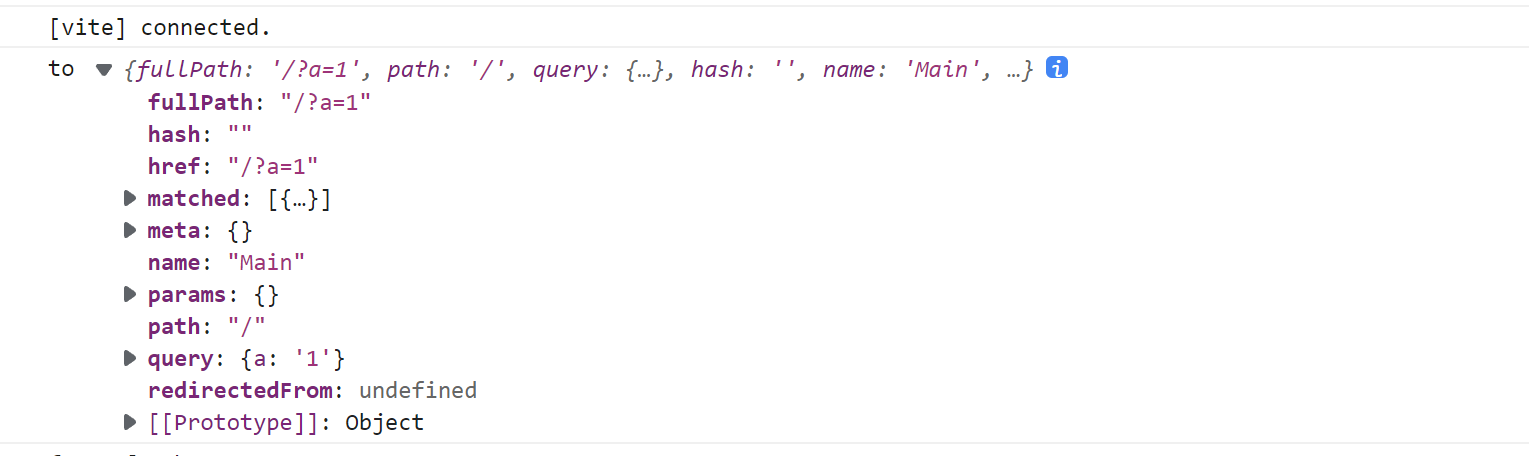 [vite] connected.
to ▼ {fullPath: '/?a=1', path: '/', query: {…}, hash: '', name: 'Main', …} i
fullPath: "/?a=1"
hash: ""
href: "/?a=1"
▶ matched: [{…}]
▶ meta: {}
name: "Main"
▶ params: {}
path: "/"
▶ query: {a: '1'}
redirectedFrom: undefined
▶ [[Prototype]]: Object